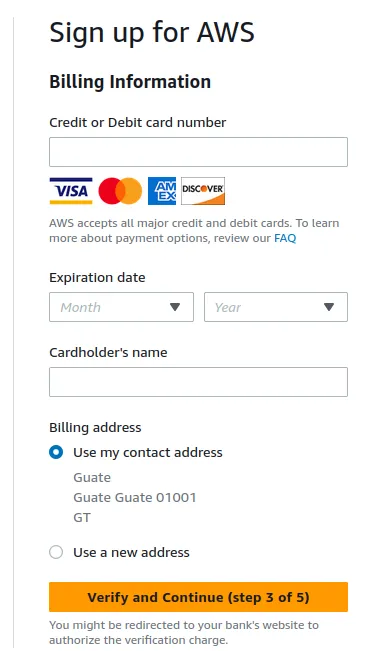 Sign up for AWS
Billing Information
Credit or Debit card number
VISA AM EX DISCOVER
AWS accepts all major credit and debit cards. To learn
more about payment options, review our FAQ
Expiration date
Month Year
Cardholder's name
Billing address
Use my contact address
Guate
Guate Guate 01001
GT
Use a new address
Verify and Continue (step 3 of 5)
You might be redirected to your bank's website to
authorize the verification charge.